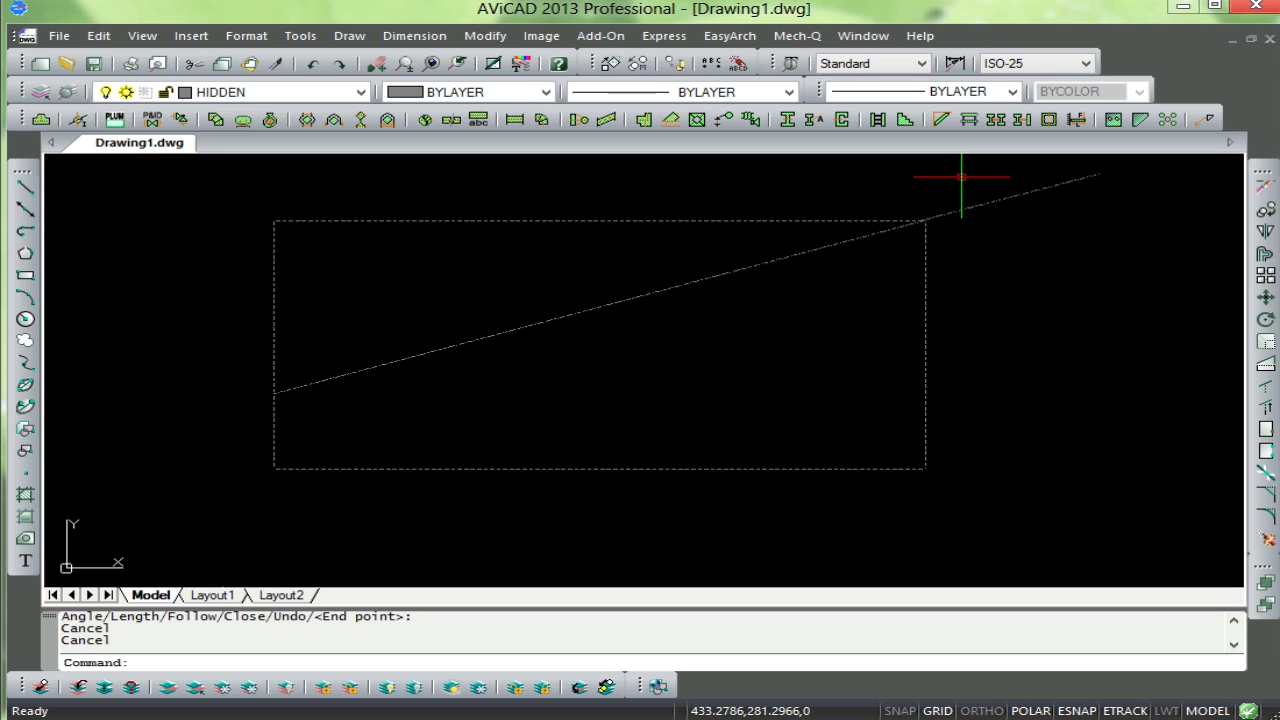 AViCAD 2013 Professional - [Drawing1.dwg]
File Edit View Insert Format Tools Draw Dimension Modify Image Add-On Express EasyArch Mech-Q Window Help
Standard ISO-25
HIDDEN BYLAYER BYLAYER BYLAYER BYCOLOR
PLUM P&ID abc
Drawing1.dwg
Y
X
T
Model Layout1 Layout2
Angle/Length/Follow/Close/Undo/<End point>:
Cancel
Cancel
Command:
Ready 433.2786,281.2966,0 SNAP GRID ORTHO POLAR ESNAP ETRACK LWT MODEL